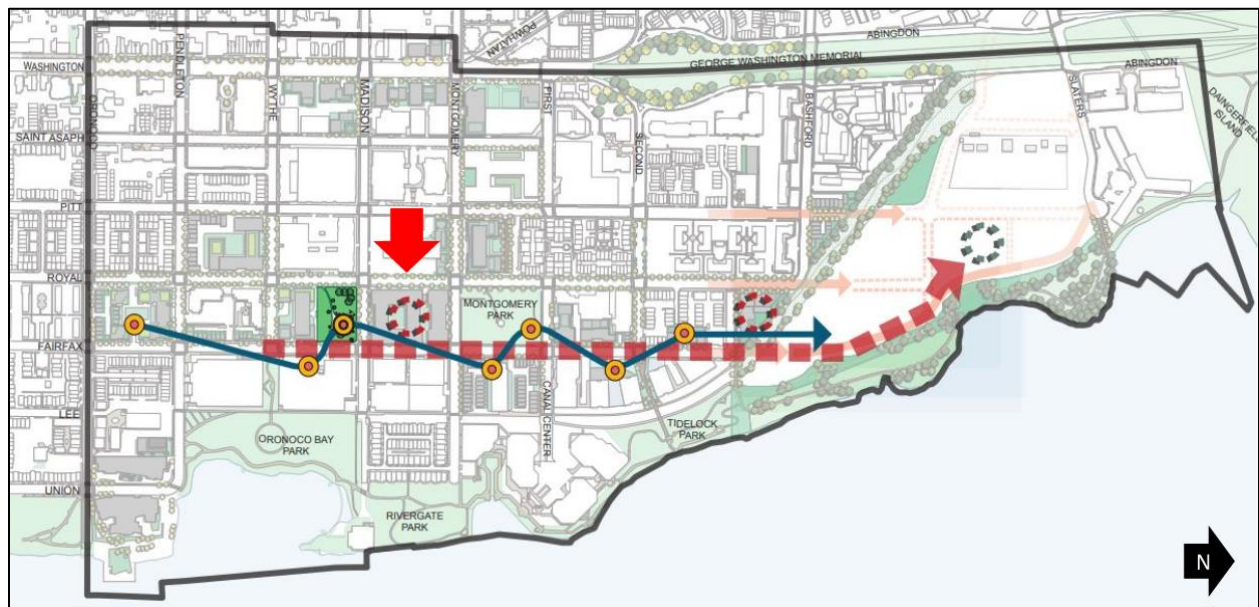 ABINGDON
POWHATAN
WASHINGTON
GEORGE WASHINGTON MEMORIAL
ABINGDON
SLATERS
DAINGERFIELD
ISLAND
PENDLETON
WYTHE
MADISON
MONTGOMERY
FIRST
SECOND
BASHFORD
ORONOCO
SAINT ASAPH
PITT
ROYAL
MONTGOMERY
PARK
FAIRFAX
CANAL CENTER
LEE
TIDELOCK
PARK
ORONOCO BAY
PARK
UNION
RIVERGATE
PARK
N